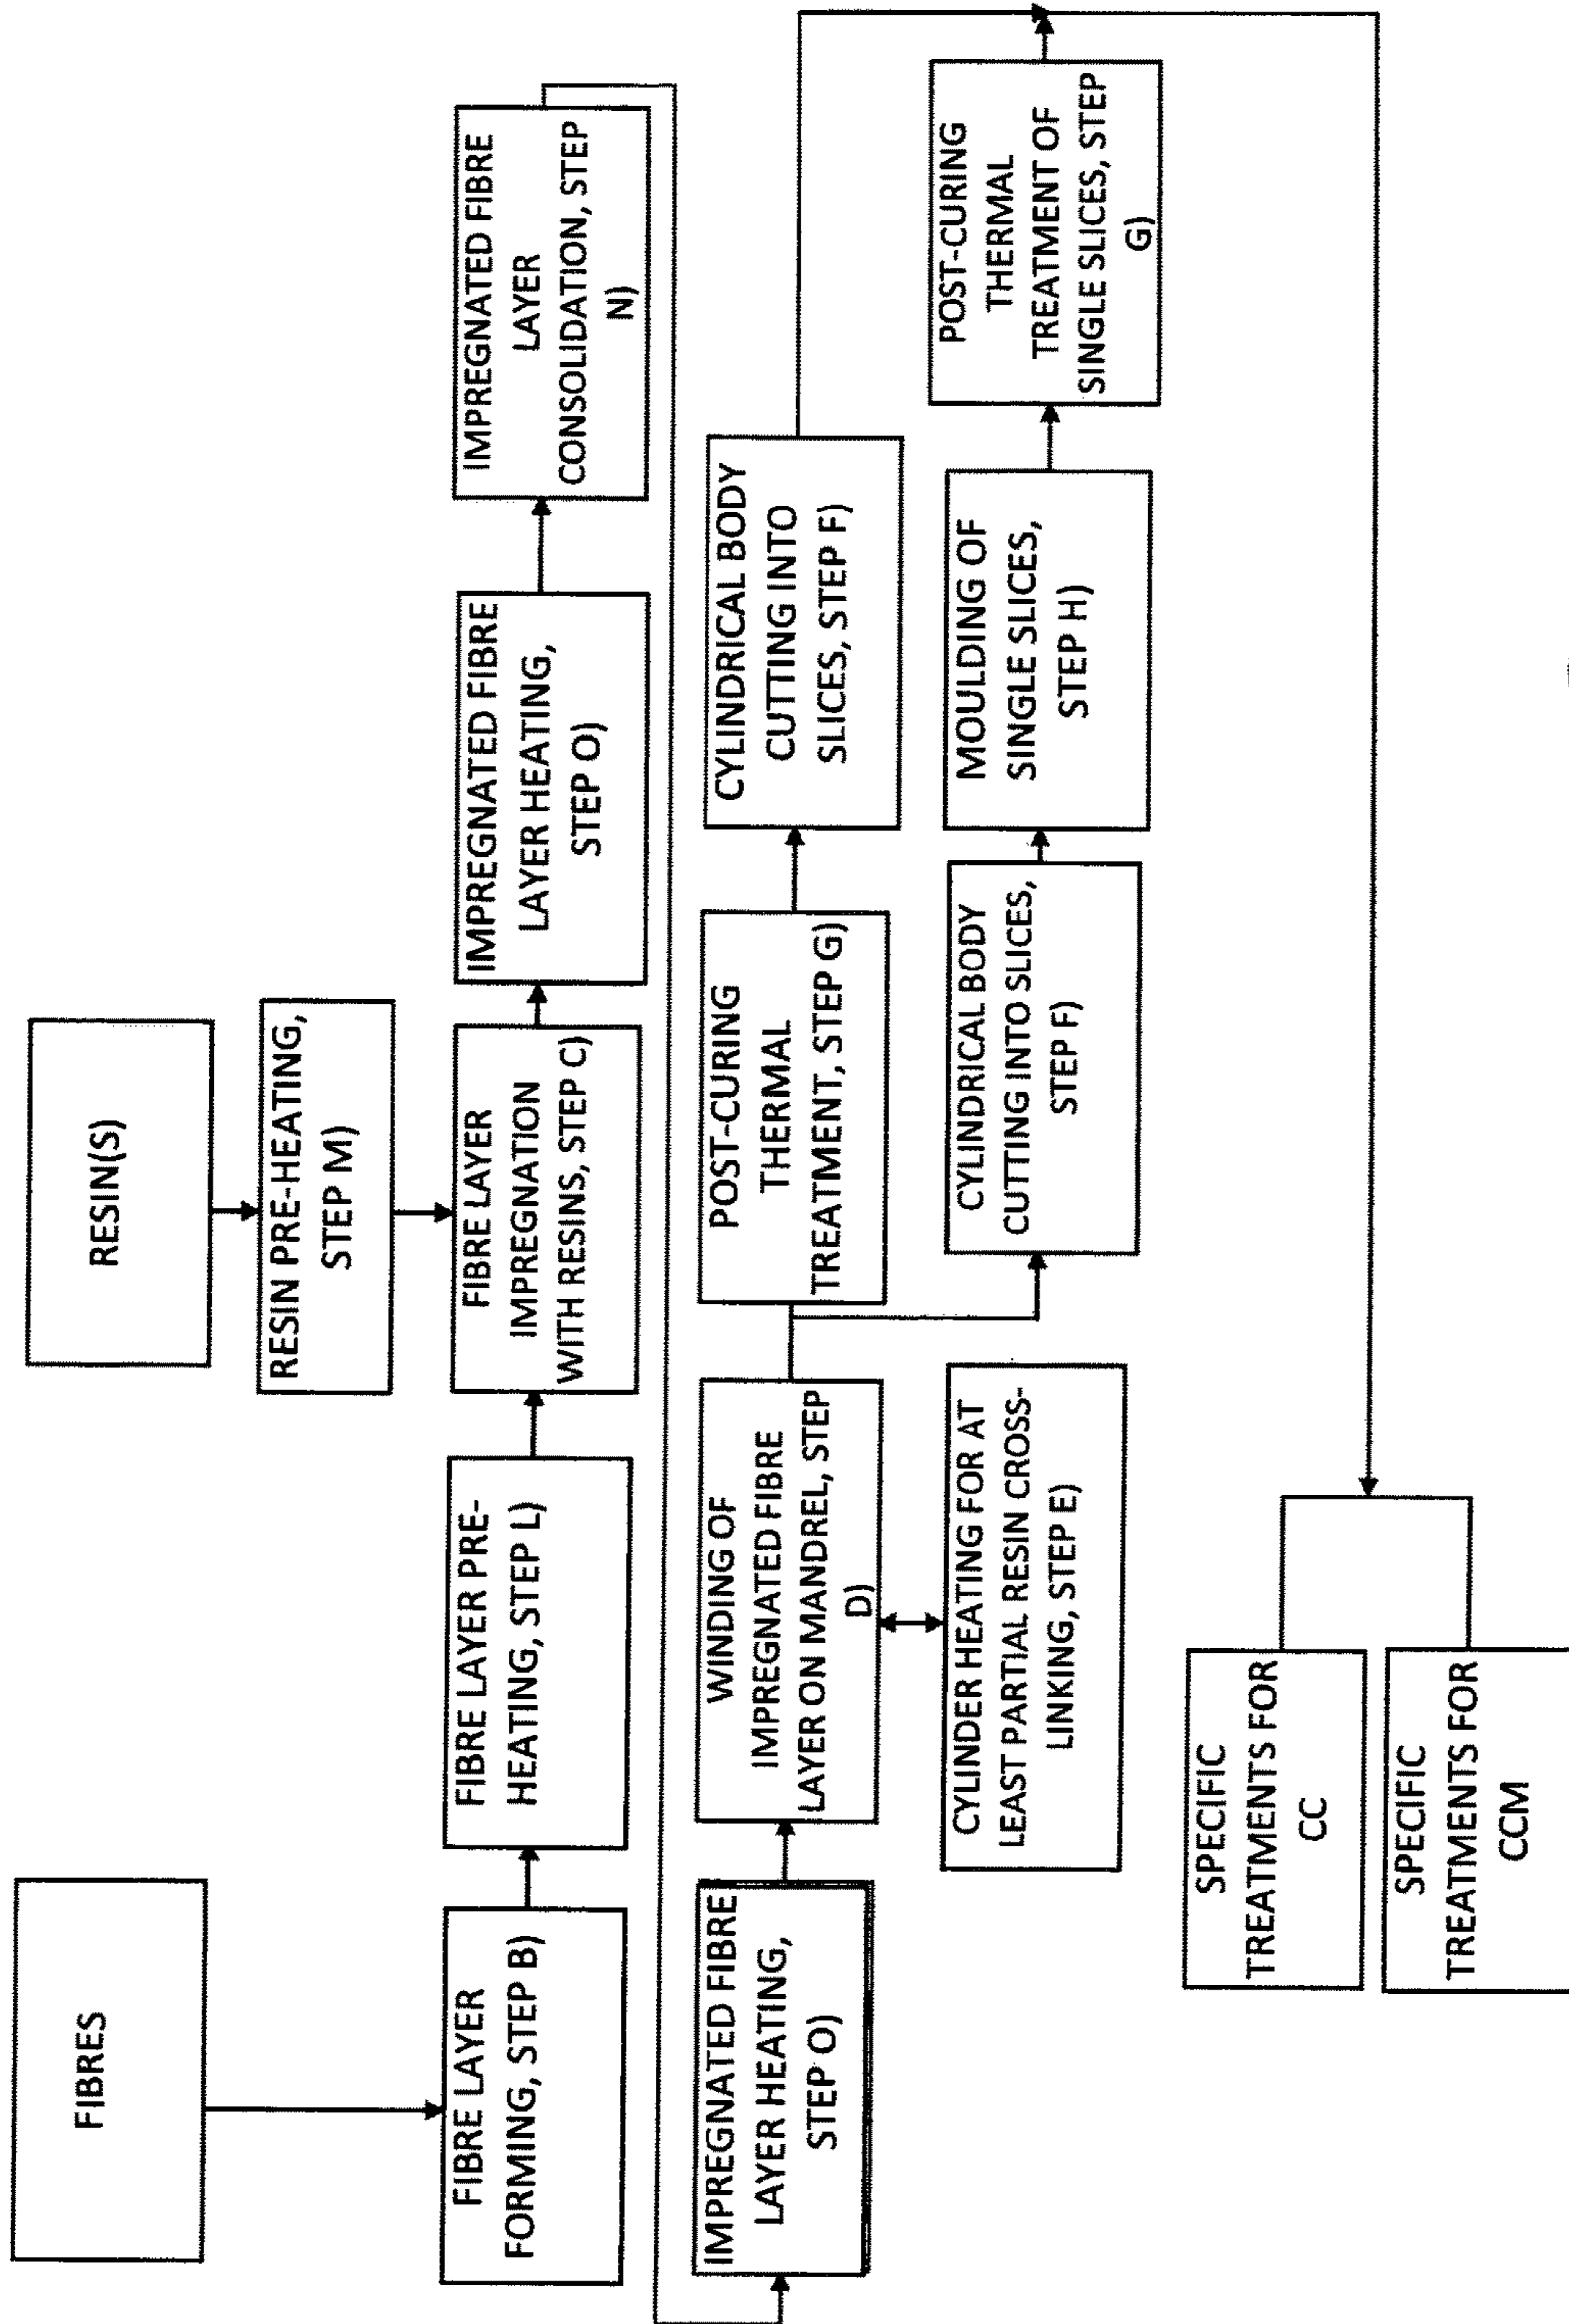 FIBRES
RESIN(S)
RESIN PRE-HEATING,
STEP M)
FIBRE LAYER
FORMING, STEP B)
FIBRE LAYER PRE-
HEATING, STEP L)
FIBRE LAYER
IMPREGNATION
WITH RESINS, STEP C)
IMPREGNATED FIBRE
LAYER HEATING,
STEP O)
IMPREGNATED FIBRE
LAYER
CONSOLIDATION, STEP
N)
IMPREGNATED FIBRE
LAYER HEATING,
STEP O)
WINDING OF
IMPREGNATED FIBRE
LAYER ON MANDREL, STEP
D)
POST-CURING
THERMAL
TREATMENT, STEP G)
CYLINDRICAL BODY
CUTTING INTO
SLICES, STEP F)
CYLINDER HEATING FOR AT
LEAST PARTIAL RESIN CROSS-
LINKING, STEP E)
CYLINDRICAL BODY
CUTTING INTO SLICES,
STEP F)
MOULDING OF
SINGLE SLICES,
STEP H)
POST-CURING
THERMAL
TREATMENT OF
SINGLE SLICES, STEP
G)
SPECIFIC
TREATMENTS FOR
CC
SPECIFIC
TREATMENTS FOR
CCM